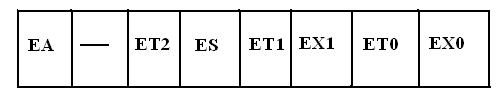 EA — ET2 ES ET1 EX1 ET0 EX0